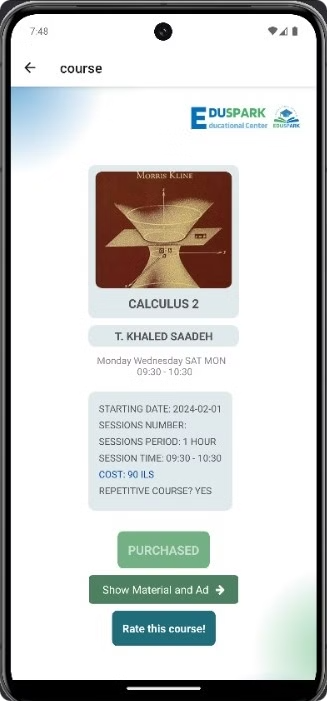 7:48
course
EDUSPARK
Educational Center
EDUSPARK
MORRIS KLINE
CALCULUS 2
T. KHALED SAADEH
Monday Wednesday SAT MON
09:30 - 10:30
STARTING DATE: 2024-02-01
SESSIONS NUMBER:
SESSIONS PERIOD: 1 HOUR
SESSION TIME: 09:30 - 10:30
COST: 90 ILS
REPETITIVE COURSE? YES
PURCHASED
Show Material and Ad
Rate this course!